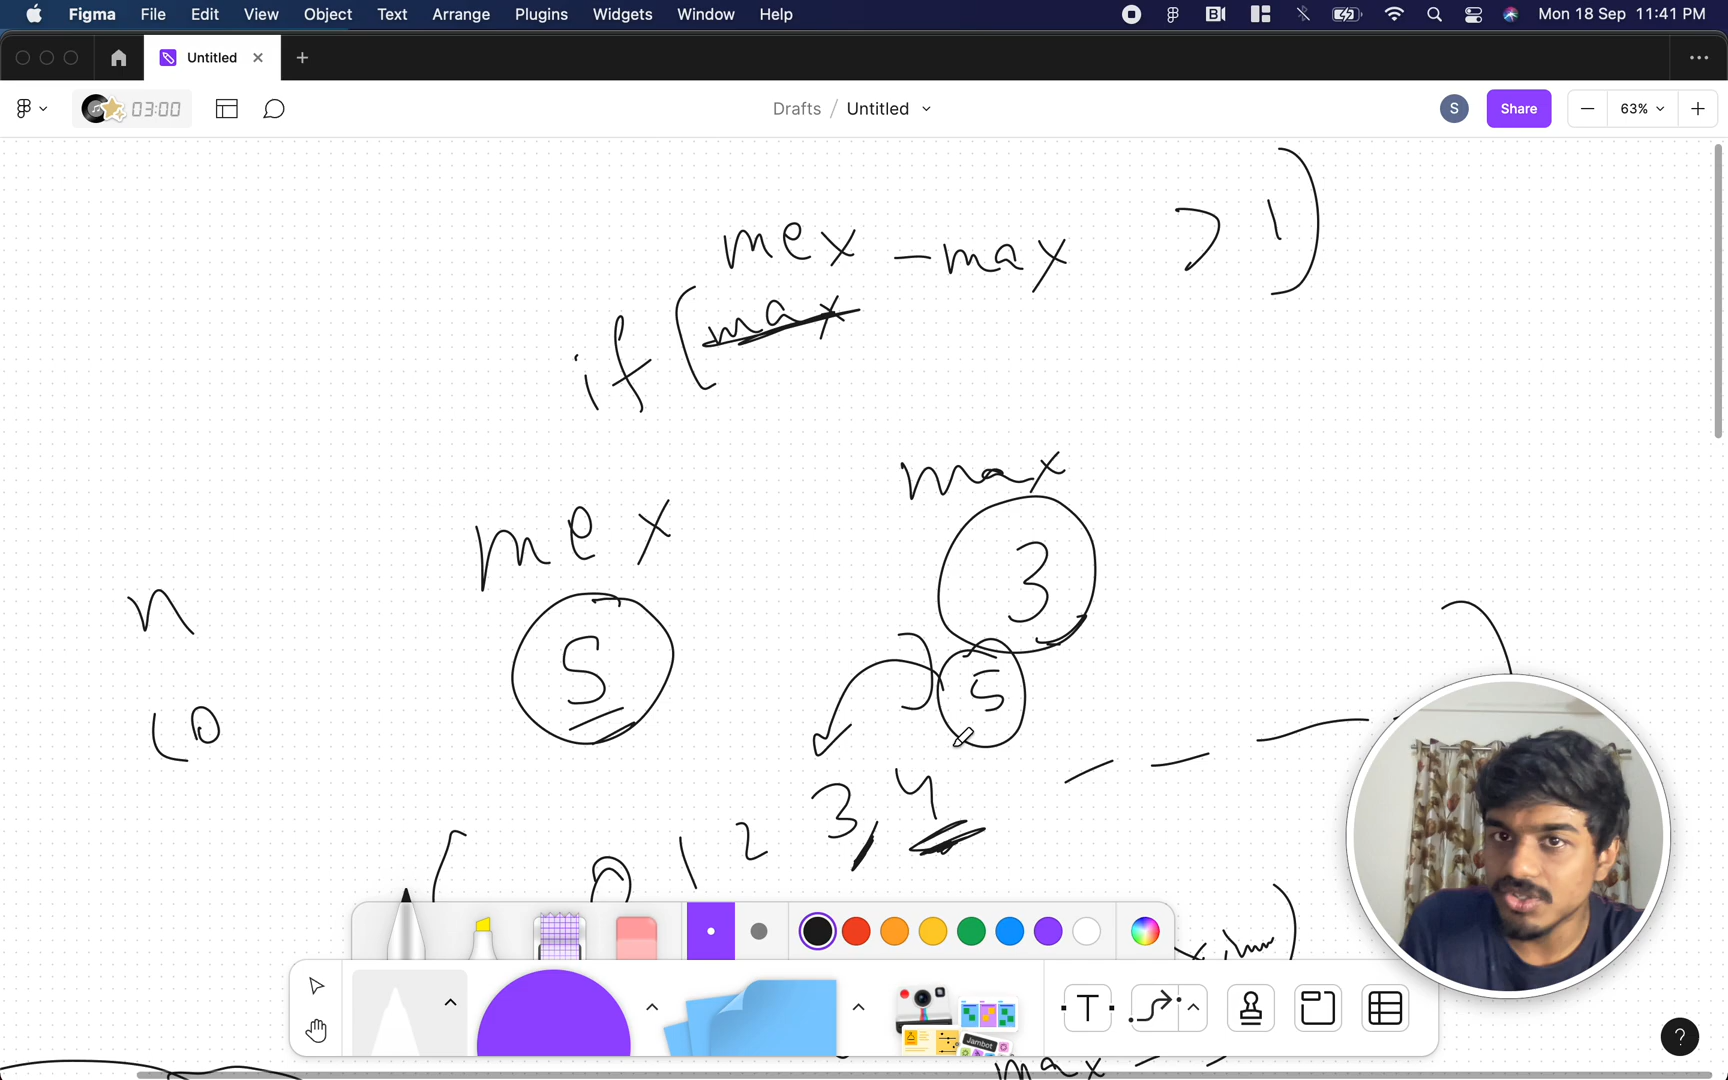 Figma File Edit View Object Text Arrange Plugins Widgets Window Help Mon 18 Sep 11:41 PM
Untitled
03:00 Drafts / Untitled S Share 63%
mex - max > 1)
if (max
max
mex
3
n
5
5
10
3, 4
0 1 2
T
Jambot
?
max